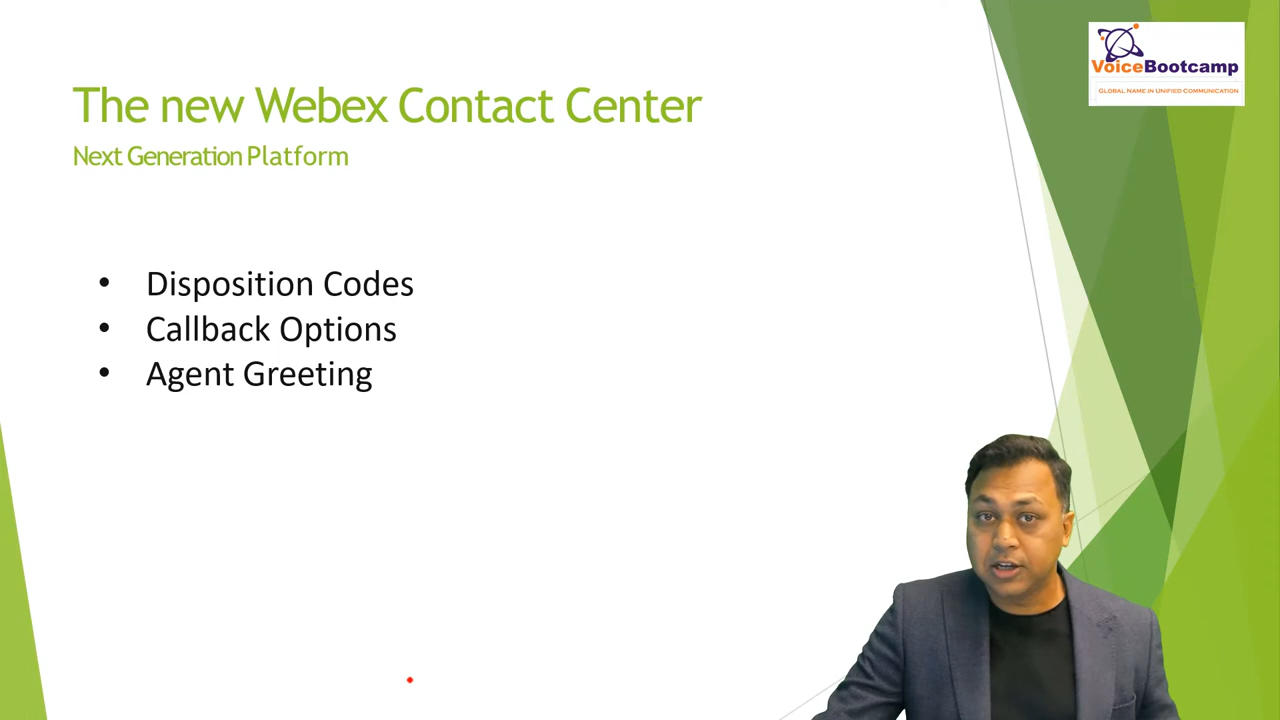 VoiceBootcamp
GLOBAL NAME IN UNIFIED COMMUNICATION
The new Webex Contact Center
Next Generation Platform
• Disposition Codes
• Callback Options
• Agent Greeting